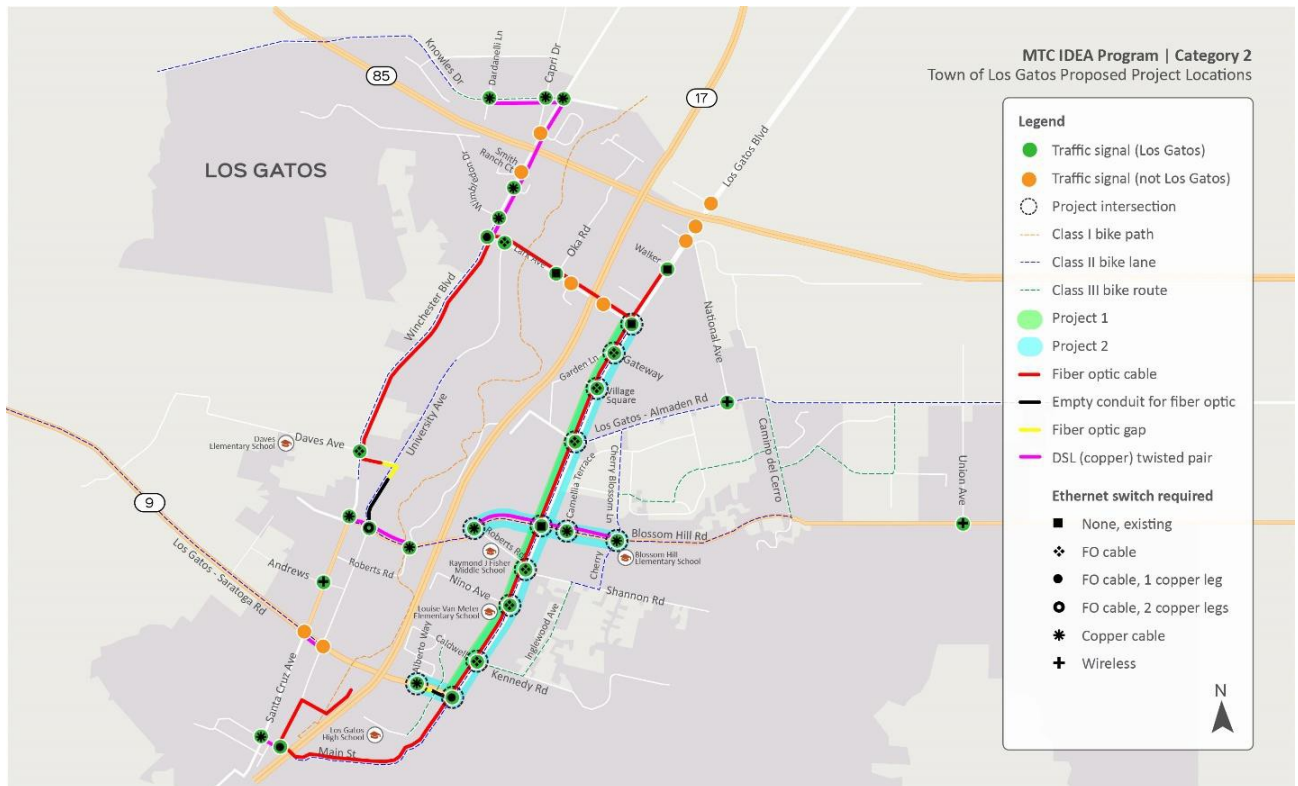 MTC IDEA Program | Category 2
Town of Los Gatos Proposed Project Locations
Legend
Traffic signal (Los Gatos)
Traffic signal (not Los Gatos)
Project intersection
Class I bike path
Class II bike lane
Class III bike route
Project 1
Project 2
Fiber optic cable
Empty conduit for fiber optic
Fiber optic gap
DSL (copper) twisted pair
Ethernet switch required
None, existing
FO cable
FO cable, 1 copper leg
FO cable, 2 copper legs
Copper cable
Wireless
N
LOS GATOS
Knowles Dr
Dardanelli Ln
Capri Dr
85
17
Los Gatos Blvd
Smith
Ranch Ct
Wimbledon Dr
Oka Rd
Lark Ave
Walker
Winchester Blvd
National Ave
Garden Ln
Gateway
Village
Square
University Ave
Los Gatos - Almaden Rd
Daves
Elementary School
Daves Ave
Camellia Terrace
Cherry Blossom Ln
Camino del Cerro
Union Ave
9
Los Gatos - Saratoga Rd
Blossom Hill Rd
Roberts Rd
Raymond J Fisher
Middle School
Blossom Hill
Elementary School
Cherry
Roberts Rd
Andrews
Nino Ave
Shannon Rd
Louise Van Meter
Elementary School
Inglewood Ave
Alberto Way
Caldwell
Kennedy Rd
Santa Cruz Ave
Los Gatos
High School
Main St